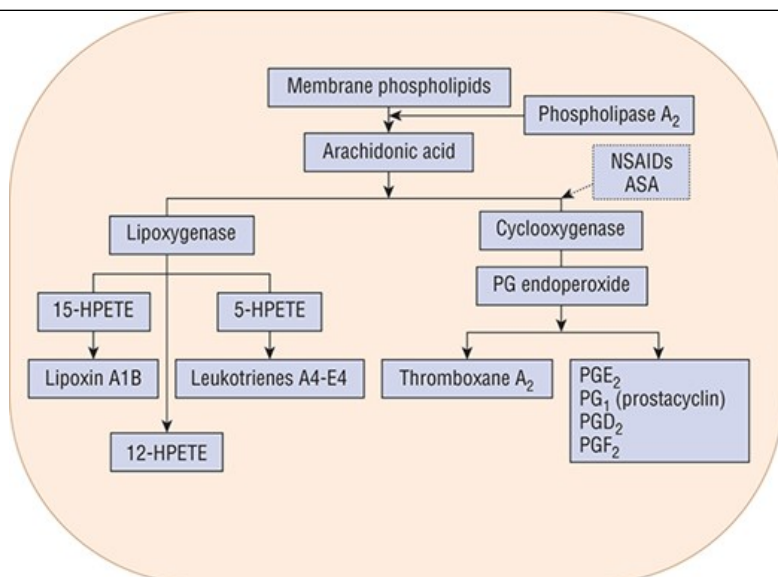 Membrane phospholipids
Phospholipase A₂
Arachidonic acid
NSAIDs
ASA
Lipoxygenase
Cyclooxygenase
15-HPETE
5-HPETE
PG endoperoxide
Lipoxin A1B
Leukotrienes A4-E4
Thromboxane A₂
PGE₂
PG₁ (prostacyclin)
PGD₂
PGF₂
12-HPETE